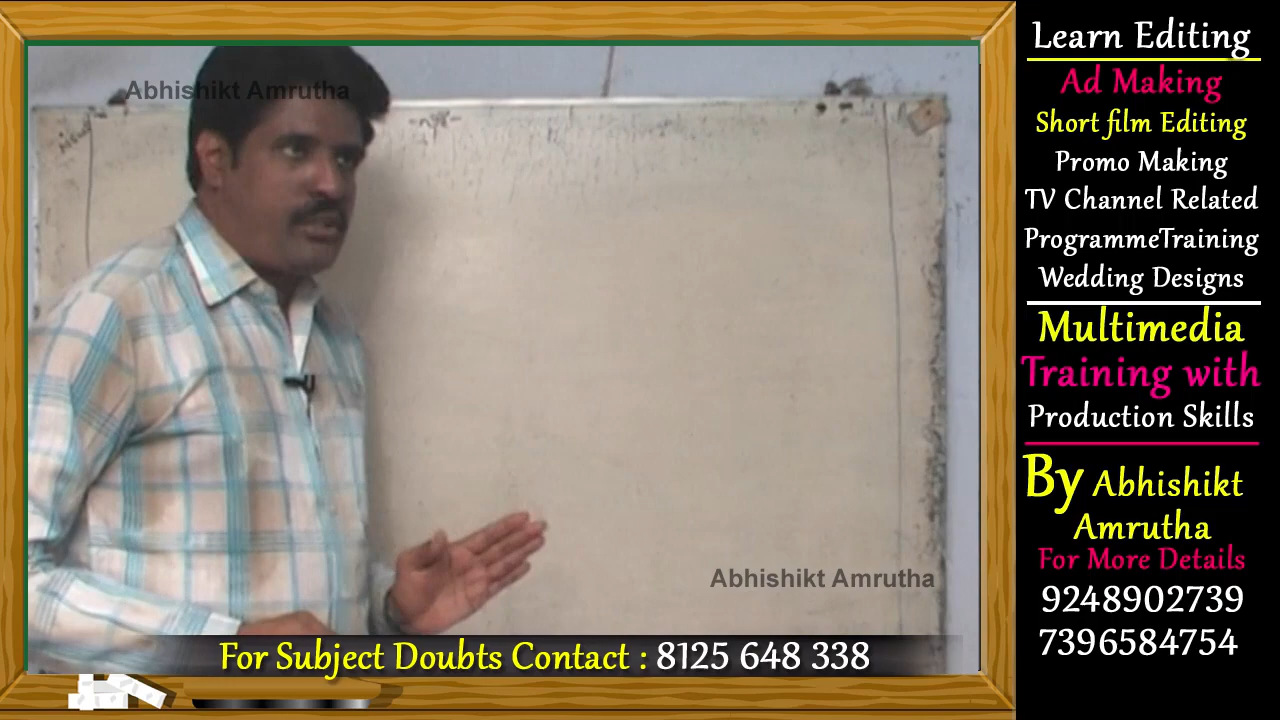 Abhishikt Amrutha
Abhishikt Amrutha
For Subject Doubts Contact : 8125 648 338
Learn Editing
Ad Making
Short film Editing
Promo Making
TV Channel Related
ProgrammeTraining
Wedding Designs
Multimedia
Training with
Production Skills
By Abhishikt
Amrutha
For More Details
9248902739
7396584754